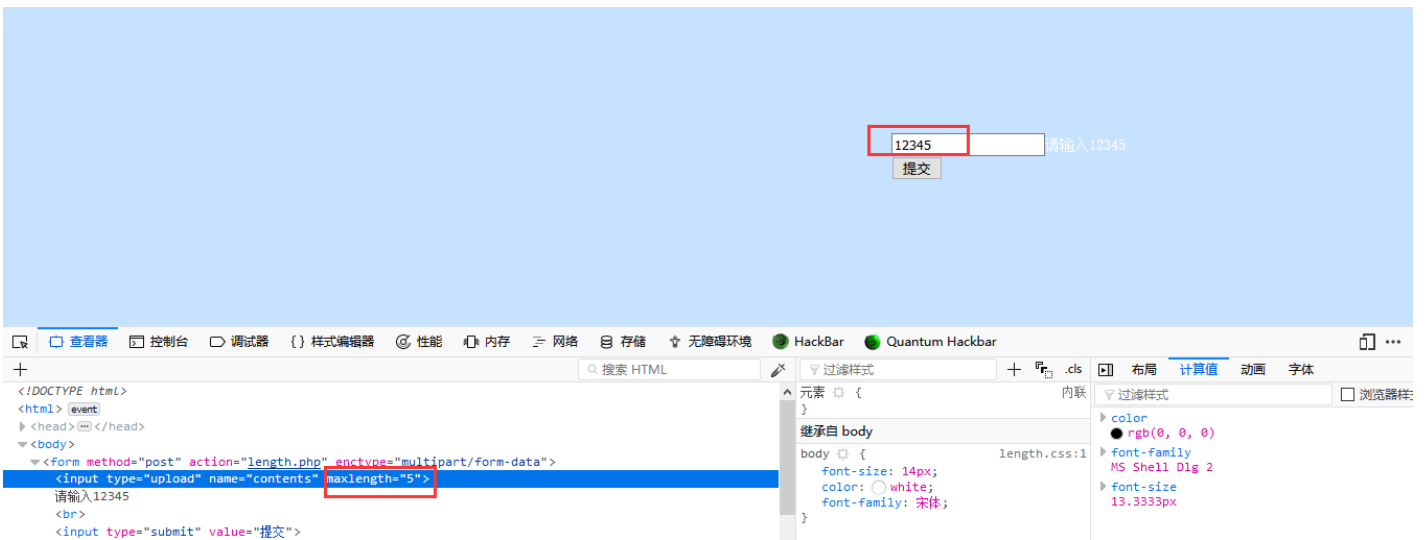 12345 请输入12345
提交
查看器 控制台 调试器 {} 样式编辑器 性能 内存 网络 存储 无障碍环境 HackBar Quantum Hackbar
+ 搜索 HTML 过滤样式 + .cls 布局 计算值 动画 字体
<!DOCTYPE html>
<html> event
<head> </head>
<body>
<form method="post" action="length.php" enctype="multipart/form-data">
<input type="upload" name="contents" maxlength="5">
请输入12345
<br>
<input type="submit" value="提交">
元素 { 内联
}
继承自 body
body { length.css:1
font-size: 14px;
color: white;
font-family: 宋体;
}
过滤样式 浏览器样
color
rgb(0, 0, 0)
font-family
MS Shell Dlg 2
font-size
13.3333px